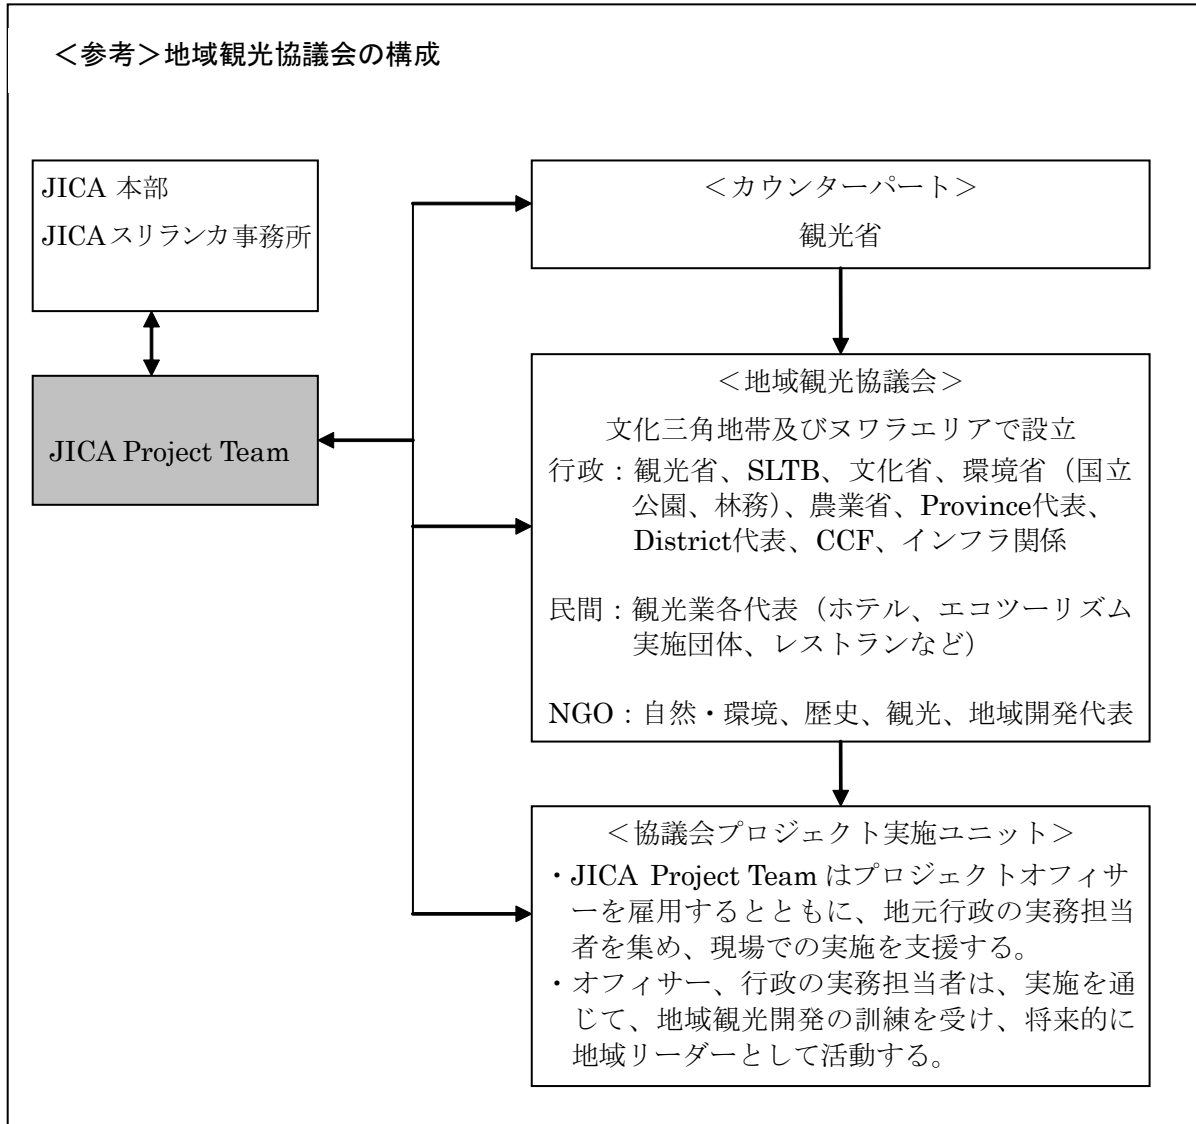 ＜参考＞地域観光協議会の構成
JICA 本部
JICAスリランカ事務所
JICA Project Team
＜カウンターパート＞
観光省
＜地域観光協議会＞
文化三角地帯及びヌワラエリアで設立
行政：観光省、SLTB、文化省、環境省（国立
公園、林務）、農業省、Province代表、
District代表、CCF、インフラ関係
民間：観光業各代表（ホテル、エコツーリズム
実施団体、レストランなど）
NGO：自然・環境、歴史、観光、地域開発代表
＜協議会プロジェクト実施ユニット＞
・JICA Project Team はプロジェクトオフィサ
ーを雇用するとともに、地元行政の実務担当
者を集め、現場での実施を支援する。
・オフィサー、行政の実務担当者は、実施を通
じて、地域観光開発の訓練を受け、将来的に
地域リーダーとして活動する。